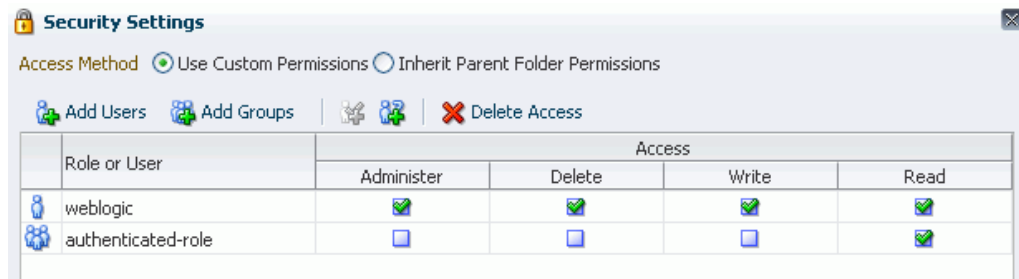 Security Settings
Access Method Use Custom Permissions Inherit Parent Folder Permissions
Add Users Add Groups Delete Access
Role or User Access
Administer Delete Write Read
weblogic
authenticated-role